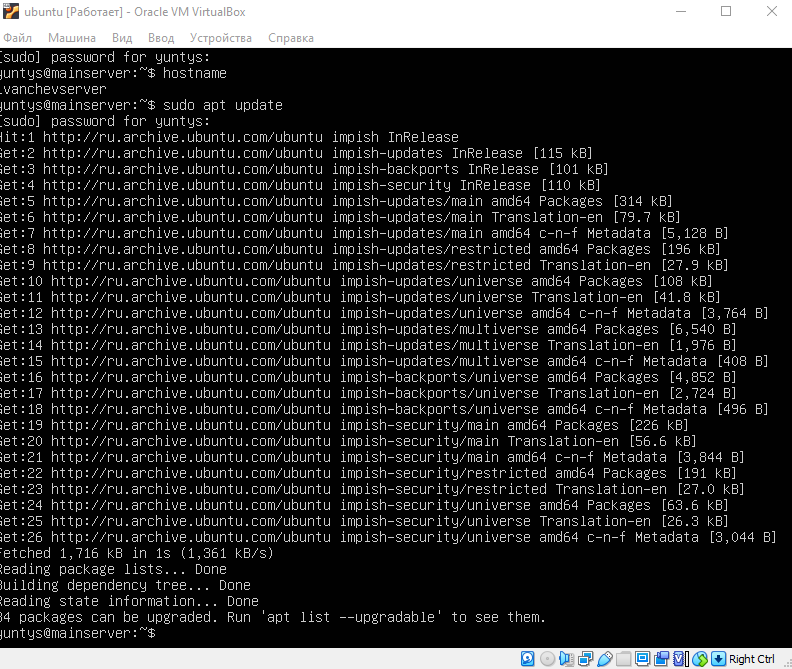 ubuntu [Работает] - Oracle VM VirtualBox
Файл Машина Вид Ввод Устройства Справка
[sudo] password for yuntys:
yuntys@mainserver:~$ hostname
ivanchevserver
yuntys@mainserver:~$ sudo apt update
[sudo] password for yuntys:
Hit:1 http://ru.archive.ubuntu.com/ubuntu impish InRelease
Get:2 http://ru.archive.ubuntu.com/ubuntu impish-updates InRelease [115 kB]
Get:3 http://ru.archive.ubuntu.com/ubuntu impish-backports InRelease [101 kB]
Get:4 http://ru.archive.ubuntu.com/ubuntu impish-security InRelease [110 kB]
Get:5 http://ru.archive.ubuntu.com/ubuntu impish-updates/main amd64 Packages [314 kB]
Get:6 http://ru.archive.ubuntu.com/ubuntu impish-updates/main Translation-en [79.7 kB]
Get:7 http://ru.archive.ubuntu.com/ubuntu impish-updates/main amd64 c-n-f Metadata [5,128 B]
Get:8 http://ru.archive.ubuntu.com/ubuntu impish-updates/restricted amd64 Packages [196 kB]
Get:9 http://ru.archive.ubuntu.com/ubuntu impish-updates/restricted Translation-en [27.9 kB]
Get:10 http://ru.archive.ubuntu.com/ubuntu impish-updates/universe amd64 Packages [108 kB]
Get:11 http://ru.archive.ubuntu.com/ubuntu impish-updates/universe Translation-en [41.8 kB]
Get:12 http://ru.archive.ubuntu.com/ubuntu impish-updates/universe amd64 c-n-f Metadata [3,764 B]
Get:13 http://ru.archive.ubuntu.com/ubuntu impish-updates/multiverse amd64 Packages [6,540 B]
Get:14 http://ru.archive.ubuntu.com/ubuntu impish-updates/multiverse Translation-en [1,976 B]
Get:15 http://ru.archive.ubuntu.com/ubuntu impish-updates/multiverse amd64 c-n-f Metadata [408 B]
Get:16 http://ru.archive.ubuntu.com/ubuntu impish-backports/universe amd64 Packages [4,852 B]
Get:17 http://ru.archive.ubuntu.com/ubuntu impish-backports/universe Translation-en [2,724 B]
Get:18 http://ru.archive.ubuntu.com/ubuntu impish-backports/universe amd64 c-n-f Metadata [496 B]
Get:19 http://ru.archive.ubuntu.com/ubuntu impish-security/main amd64 Packages [226 kB]
Get:20 http://ru.archive.ubuntu.com/ubuntu impish-security/main Translation-en [56.6 kB]
Get:21 http://ru.archive.ubuntu.com/ubuntu impish-security/main amd64 c-n-f Metadata [3,844 B]
Get:22 http://ru.archive.ubuntu.com/ubuntu impish-security/restricted amd64 Packages [191 kB]
Get:23 http://ru.archive.ubuntu.com/ubuntu impish-security/restricted Translation-en [27.0 kB]
Get:24 http://ru.archive.ubuntu.com/ubuntu impish-security/universe amd64 Packages [63.6 kB]
Get:25 http://ru.archive.ubuntu.com/ubuntu impish-security/universe Translation-en [26.3 kB]
Get:26 http://ru.archive.ubuntu.com/ubuntu impish-security/universe amd64 c-n-f Metadata [3,044 B]
Fetched 1,716 kB in 1s (1,361 kB/s)
Reading package lists... Done
Building dependency tree... Done
Reading state information... Done
packages can be upgraded. Run 'apt list --upgradable' to see them.
yuntys@mainserver:~$
Right Ctrl